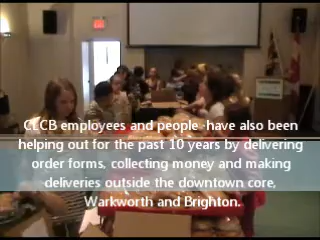 CLCB employees and people -have also been
helping out for the past 10 years by delivering
order forms, collecting money and making
deliveries outside the downtown core,
Warkworth and Brighton.